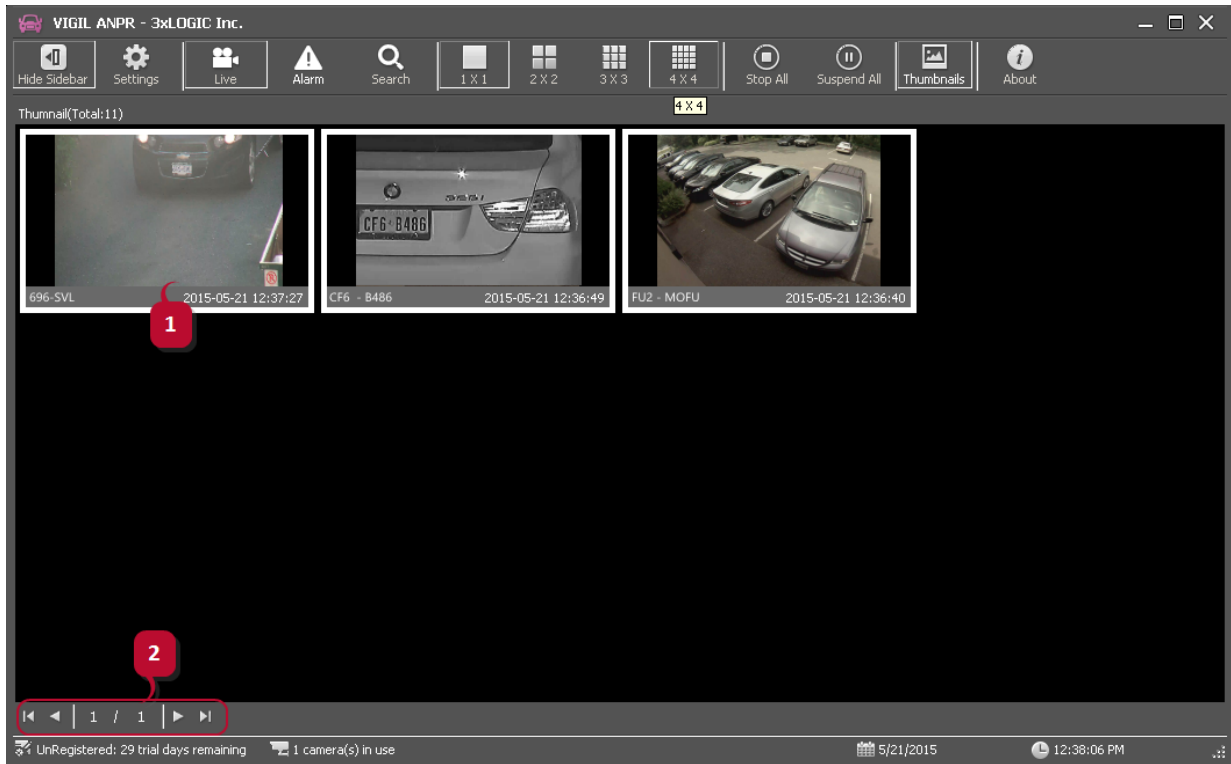 VIGIL ANPR - 3xLOGIC Inc.
Hide Sidebar Settings Live Alarm Search 1 X 1 2 X 2 3 X 3 4 X 4 Stop All Suspend All Thumbnails About
4 X 4
Thumnail(Total:11)
CF6 B486
696-SVL 2015-05-21 12:37:27 CF6 - B486 2015-05-21 12:36:49 FU2 - MOFU 2015-05-21 12:36:40
1
2
1 / 1
UnRegistered: 29 trial days remaining 1 camera(s) in use 5/21/2015 12:38:06 PM